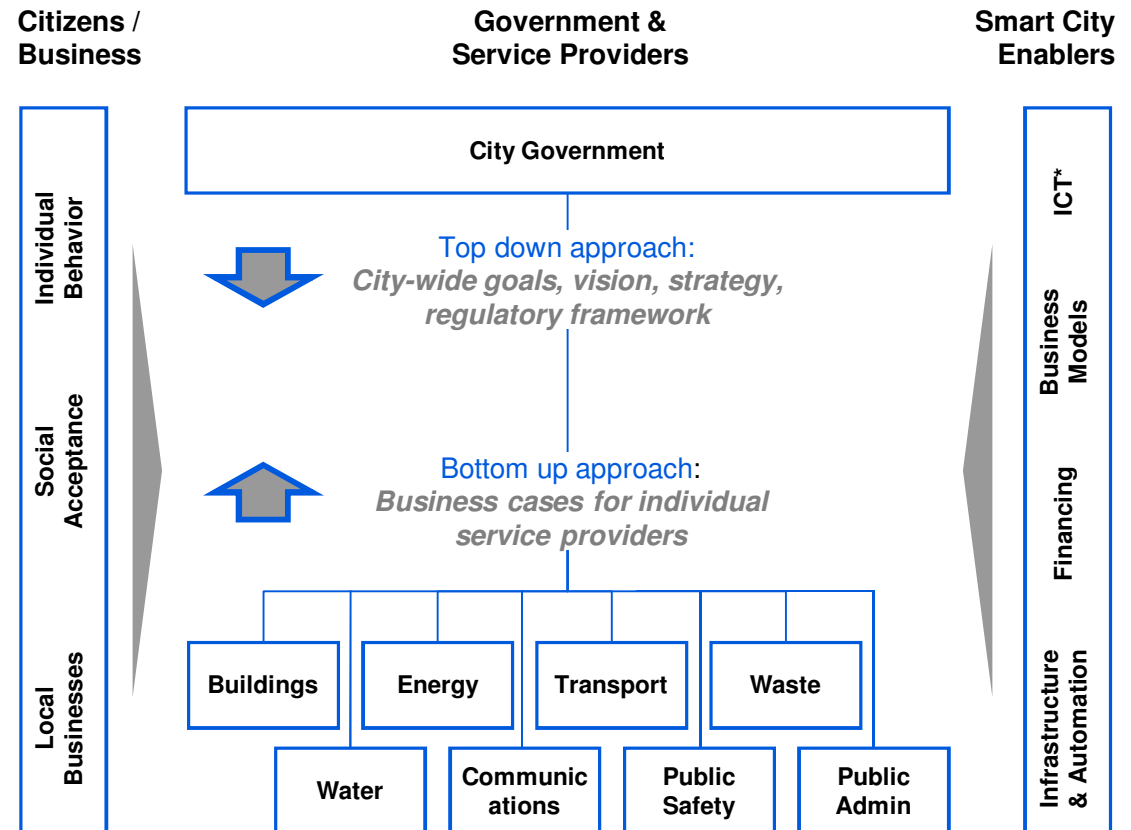 Citizens /
Business
Government &
Service Providers
Smart City
Enablers
Individual
Behavior
Social
Acceptance
Local
Businesses
City Government
Top down approach:
City-wide goals, vision, strategy,
regulatory framework
Bottom up approach:
Business cases for individual
service providers
Buildings
Energy
Transport
Waste
Water
Communic
ations
Public
Safety
Public
Admin
ICT*
Business
Models
Financing
Infrastructure
& Automation